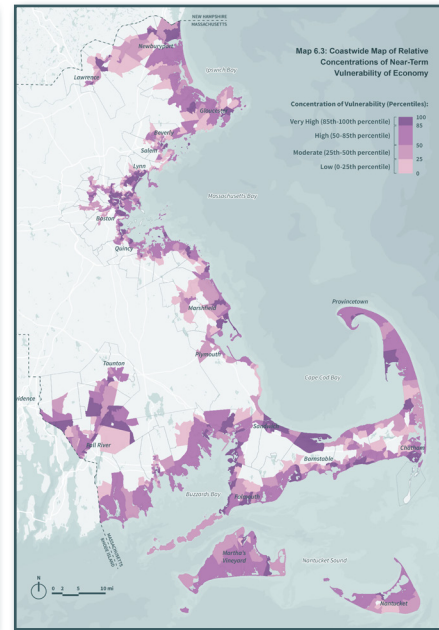 NEW HAMPSHIRE
MASSACHUSETTS
Newburyport
Map 6.3: Coastwide Map of Relative
Concentrations of Near-Term
Vulnerability of Economy
Ipswich Bay
Lawrence
Concentration of Vulnerability (Percentiles):
Gloucester
Very High (85th-100th percentile)
100
85
High (50-85th percentile)
50
Moderate (25th-50th percentile)
25
Low (0-25th percentile)
0
Beverly
Salem
Lynn
Massachusetts Bay
Boston
Quincy
Provincetown
Marshfield
Plymouth
Taunton
Cape Cod Bay
idence
Sandwich
Fall River
Chatham
Barnstable
Buzzards Bay
Falmouth
MASSACHUSETTS
RHODE ISLAND
Martha's
Vineyard
Nantucket Sound
N
0 2 5 10 mi
Nantucket